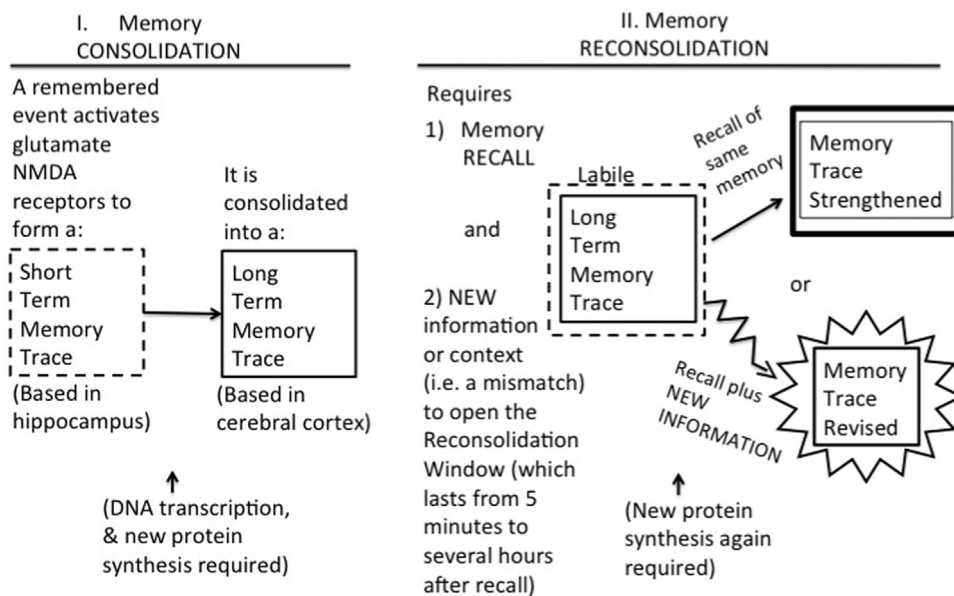 I. Memory
CONSOLIDATION
A remembered
event activates
glutamate
NMDA
receptors to
form a:
Short
Term
Memory
Trace
(Based in
hippocampus)
It is
consolidated
into a:
Long
Term
Memory
Trace
(Based in
cerebral cortex)
(DNA transcription,
& new protein
synthesis required)
II. Memory
RECONSOLIDATION
Requires
1) Memory
RECALL
and
2) NEW
information
or context
(i.e. a mismatch)
to open the
Reconsolidation
Window (which
lasts from 5
minutes to
several hours
after recall)
Labile
Long
Term
Memory
Trace
Recall of
same
memory
Memory
Trace
Strengthened
or
Recall plus
NEW
INFORMATION
Memory
Trace
Revised
(New protein
synthesis again
required)